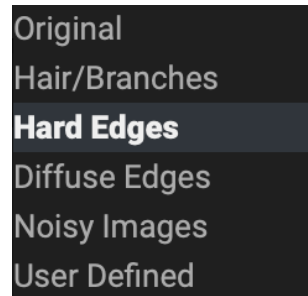 Original
Hair/Branches
Hard Edges
Diffuse Edges
Noisy Images
User Defined